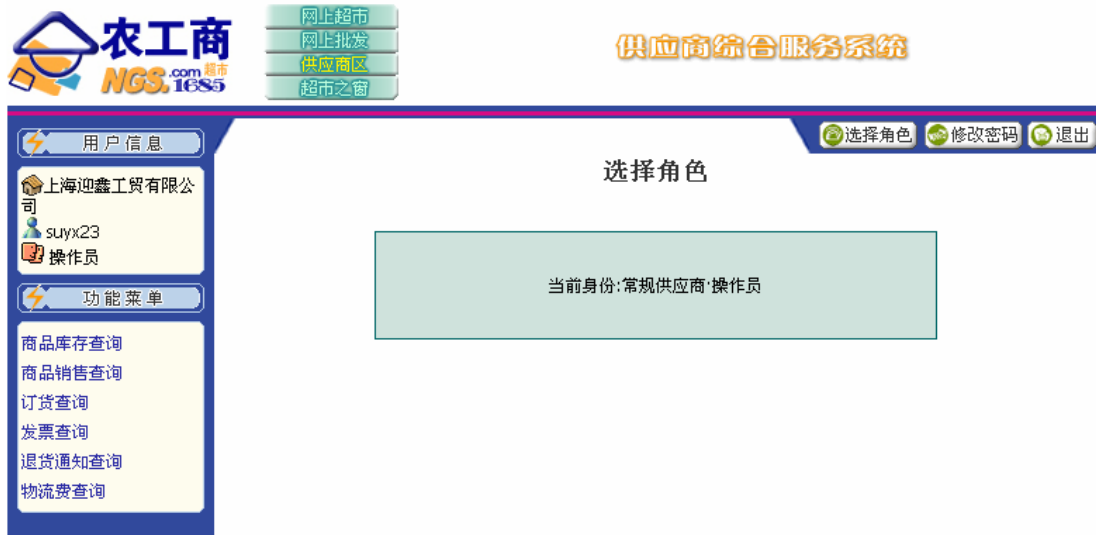 农工商
NGS.com超市
1685
网上超市
网上批发
供应商区
超市之窗
供应商综合服务系统
选择角色
修改密码
退出
用户信息
上海迎鑫工贸有限公
司
suyx23
操作员
功能菜单
商品库存查询
商品销售查询
订货查询
发票查询
退货通知查询
物流费查询
选择角色
当前身份:常规供应商·操作员